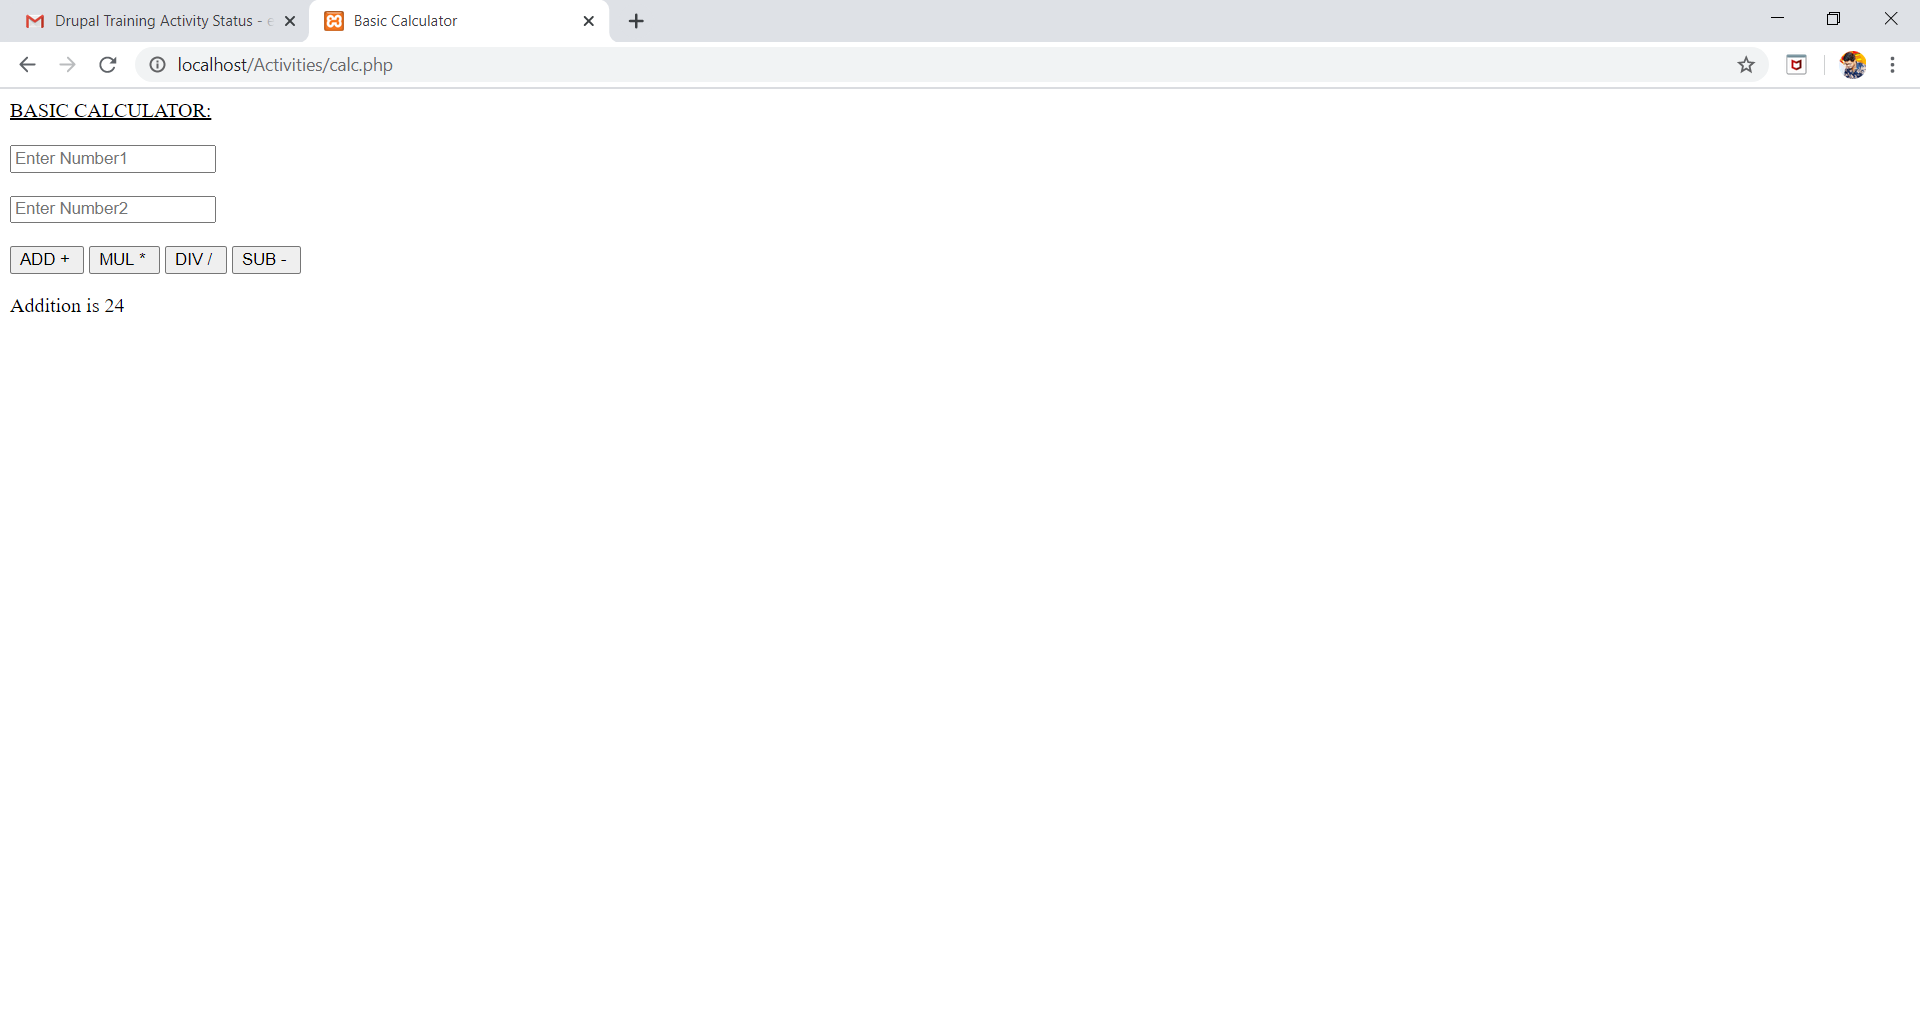 Drupal Training Activity Status -
Basic Calculator
localhost/Activities/calc.php
BASIC CALCULATOR:
Enter Number1
Enter Number2
ADD + MUL * DIV / SUB -
Addition is 24